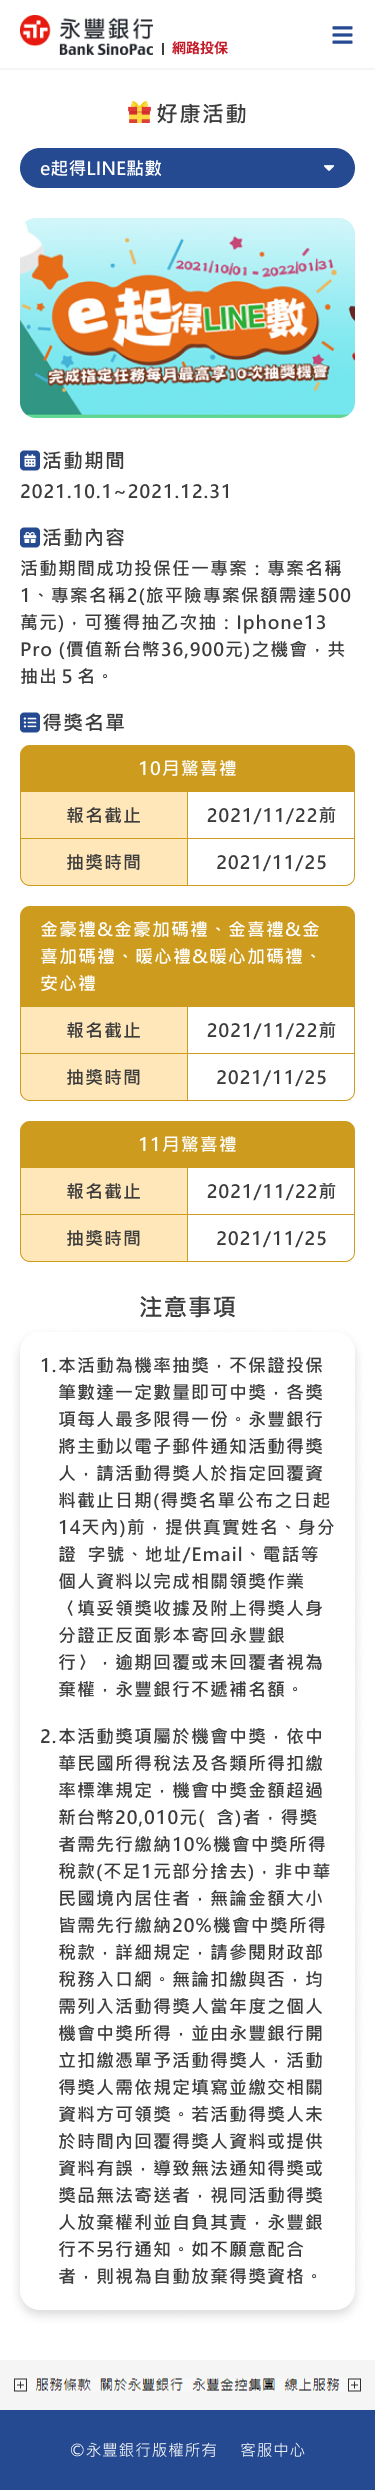 永豐銀行
Bank SinoPac | 網路投保
好康活動
e起得LINE點數
2021/10/01 - 2022/01/31
e起得LINE數
完成指定任務每月最高享10次抽獎機會
活動期間
2021.10.1~2021.12.31
活動內容
活動期間成功投保任一專案：專案名稱
1、專案名稱2(旅平險專案保額需達500
萬元)，可獲得抽乙次抽：Iphone13
Pro (價值新台幣36,900元)之機會，共
抽出５名。
得獎名單
10月驚喜禮
報名截止 2021/11/22前
抽獎時間 2021/11/25
金豪禮&金豪加碼禮、金喜禮&金
喜加碼禮、暖心禮&暖心加碼禮、
安心禮
報名截止 2021/11/22前
抽獎時間 2021/11/25
11月驚喜禮
報名截止 2021/11/22前
抽獎時間 2021/11/25
注意事項
1.本活動為機率抽獎，不保證投保
筆數達一定數量即可中獎，各獎
項每人最多限得一份。永豐銀行
將主動以電子郵件通知活動得獎
人，請活動得獎人於指定回覆資
料截止日期(得獎名單公布之日起
14天內)前，提供真實姓名、身分
證 字號、地址/Email、電話等
個人資料以完成相關領獎作業
〈填妥領獎收據及附上得獎人身
分證正反面影本寄回永豐銀
行〉，逾期回覆或未回覆者視為
棄權，永豐銀行不遞補名額。
2.本活動獎項屬於機會中獎，依中
華民國所得稅法及各類所得扣繳
率標準規定，機會中獎金額超過
新台幣20,010元( 含)者，得獎
者需先行繳納10%機會中獎所得
稅款(不足1元部分捨去)，非中華
民國境內居住者，無論金額大小
皆需先行繳納20%機會中獎所得
稅款，詳細規定，請參閱財政部
稅務入口網。無論扣繳與否，均
需列入活動得獎人當年度之個人
機會中獎所得，並由永豐銀行開
立扣繳憑單予活動得獎人，活動
得獎人需依規定填寫並繳交相關
資料方可領獎。若活動得獎人未
於時間內回覆得獎人資料或提供
資料有誤，導致無法通知得獎或
獎品無法寄送者，視同活動得獎
人放棄權利並自負其責，永豐銀
行不另行通知。如不願意配合
者，則視為自動放棄得獎資格。
服務條款 關於永豐銀行 永豐金控集團 線上服務
©永豐銀行版權所有 客服中心